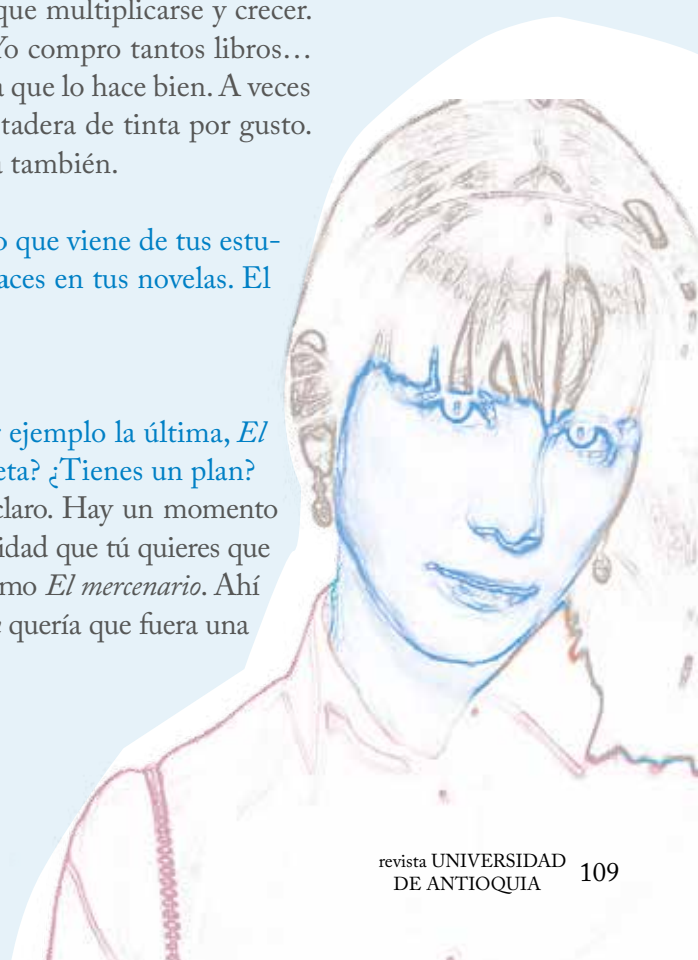 que multiplicarse y crecer.
Yo compro tantos libros…
que lo hace bien. A veces
tadera de tinta por gusto.
también.
que viene de tus estu-
aces en tus novelas. El
ejemplo la última, El
eta? ¿Tienes un plan?
claro. Hay un momento
idad que tú quieres que
mo El mercenario. Ahí
quería que fuera una
revista UNIVERSIDAD
DE ANTIOQUIA 109